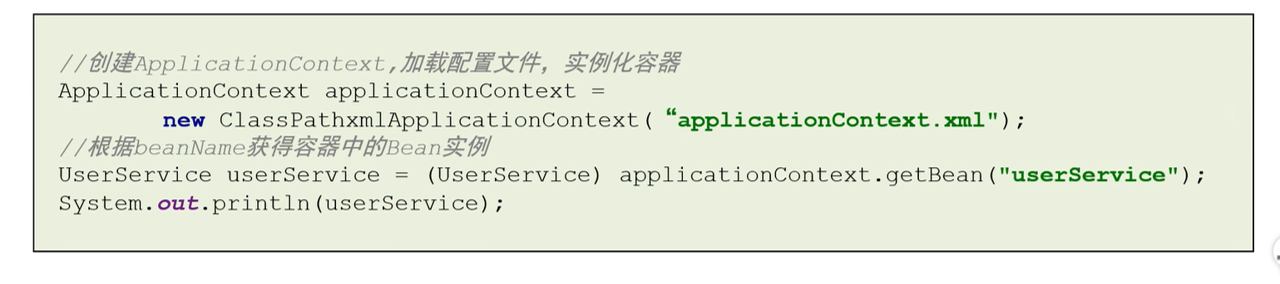 //创建ApplicationContext,加载配置文件，实例化容器
ApplicationContext applicationContext =
new ClassPathxmlApplicationContext(“applicationContext.xml");
//根据beanName获得容器中的Bean实例
UserService userService = (UserService) applicationContext.getBean("userService");
System.out.println(userService);